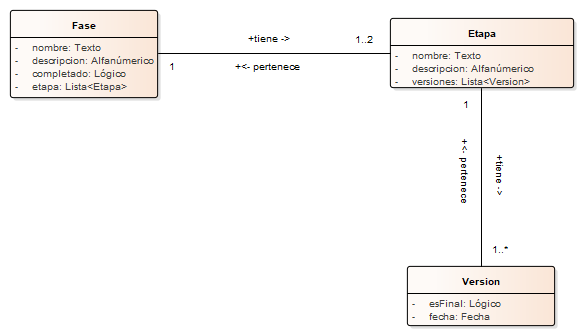 Fase
- nombre: Texto
- descripcion: Alfanúmerico
- completado: Lógico
- etapa: Lista<Etapa>
+tiene ->
1..2
1
+<- pertenece
Etapa
- nombre: Texto
- descripcion: Alfanúmerico
- versiones: Lista<Version>
1
+<- pertenece
+tiene ->
1..*
Version
- esFinal: Lógico
- fecha: Fecha